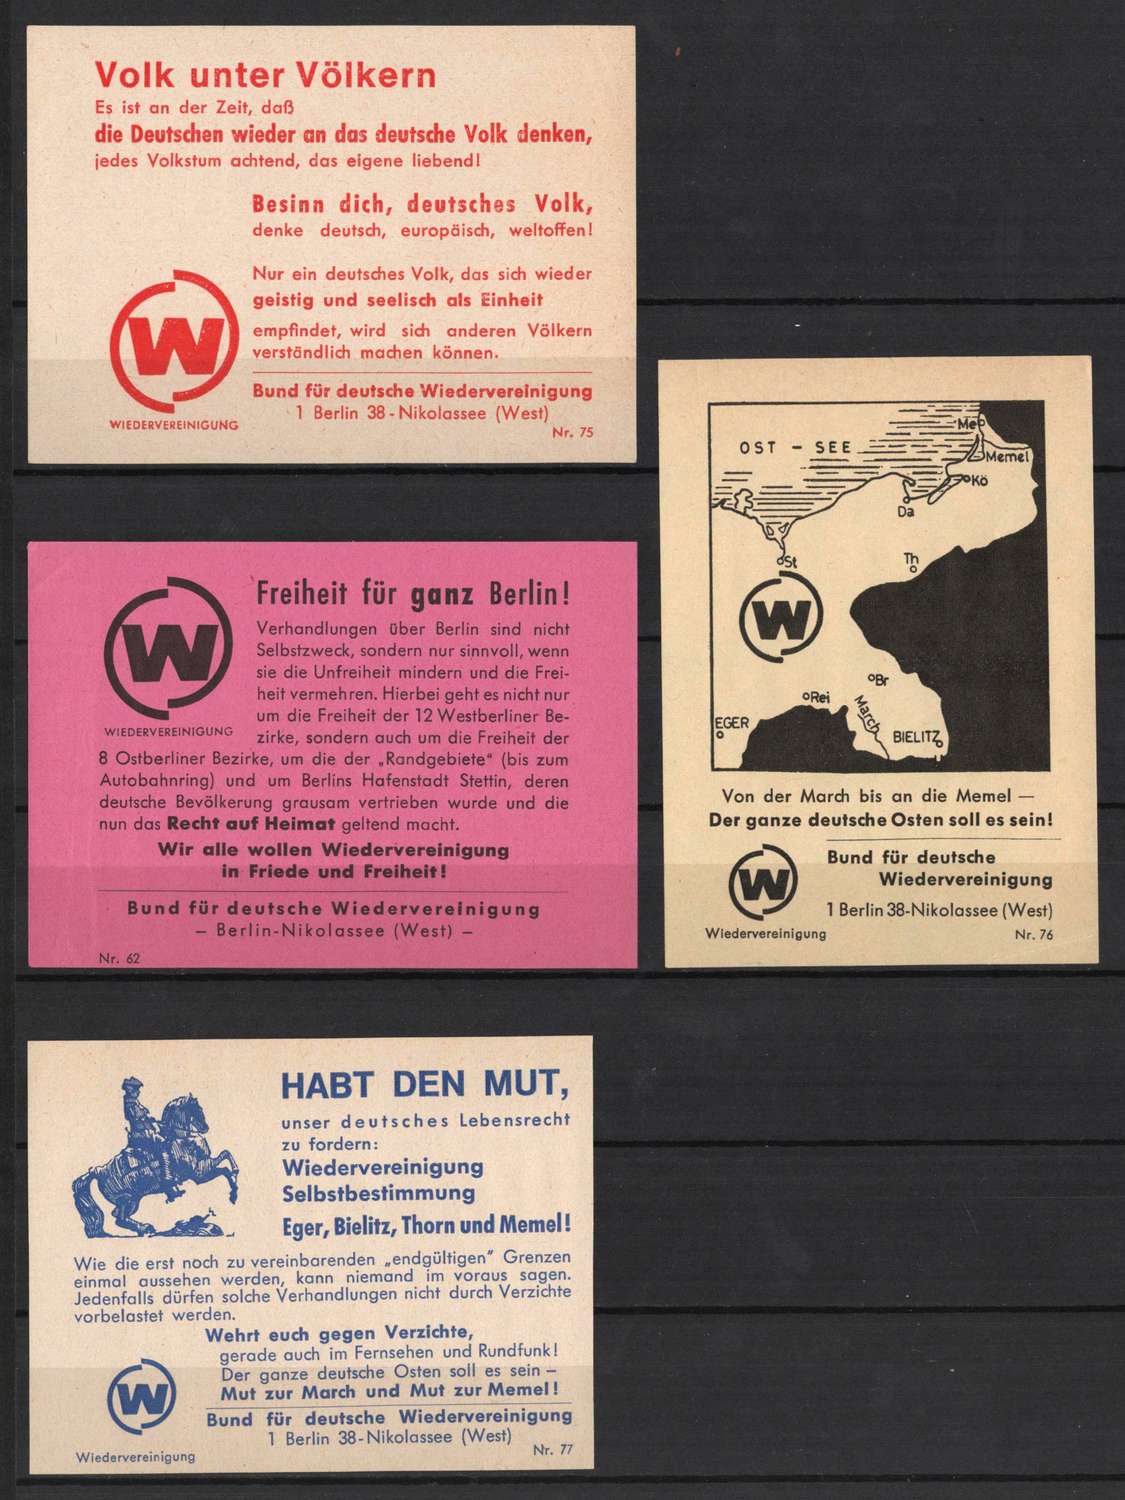 Volk unter Völkern
Es ist an der Zeit, daß
die Deutschen wieder an das deutsche Volk denken,
jedes Volkstum achtend, das eigene liebend!
Besinn dich, deutsches Volk,
denke deutsch, europäisch, weltoffen!
Nur ein deutsches Volk, das sich wieder
geistig und seelisch als Einheit
empfindet, wird sich anderen Völkern
verständlich machen können.
W
WIEDERVEREINIGUNG
Bund für deutsche Wiedervereinigung
1 Berlin 38-Nikolassee (West)
Nr. 75
OST - SEE
Me
Memel
Kö
Da
St
Th
W
Br
Rei
March
EGER
BIELITZ
Von der March bis an die Memel —
Der ganze deutsche Osten soll es sein!
W
Wiedervereinigung
Bund für deutsche
Wiedervereinigung
1 Berlin 38-Nikolassee (West)
Nr. 76
W
WIEDERVEREINIGUNG
Freiheit für ganz Berlin!
Verhandlungen über Berlin sind nicht
Selbstzweck, sondern nur sinnvoll, wenn
sie die Unfreiheit mindern und die Frei-
heit vermehren. Hierbei geht es nicht nur
um die Freiheit der 12 Westberliner Be-
zirke, sondern auch um die Freiheit der
8 Ostberliner Bezirke, um die der „Randgebiete“ (bis zum
Autobahnring) und um Berlins Hafenstadt Stettin, deren
deutsche Bevölkerung grausam vertrieben wurde und die
nun das Recht auf Heimat geltend macht.
Wir alle wollen Wiedervereinigung
in Friede und Freiheit!
Bund für deutsche Wiedervereinigung
– Berlin-Nikolassee (West) –
Nr. 62
HABT DEN MUT,
unser deutsches Lebensrecht
zu fordern:
Wiedervereinigung
Selbstbestimmung
Eger, Bielitz, Thorn und Memel!
Wie die erst noch zu vereinbarenden „endgültigen“ Grenzen
einmal aussehen werden, kann niemand im voraus sagen.
Jedenfalls dürfen solche Verhandlungen nicht durch Verzichte
vorbelastet werden.
Wehrt euch gegen Verzichte,
gerade auch im Fernsehen und Rundfunk!
Der ganze deutsche Osten soll es sein –
Mut zur March und Mut zur Memel!
W
Wiedervereinigung
Bund für deutsche Wiedervereinigung
1 Berlin 38-Nikolassee (West)
Nr. 77